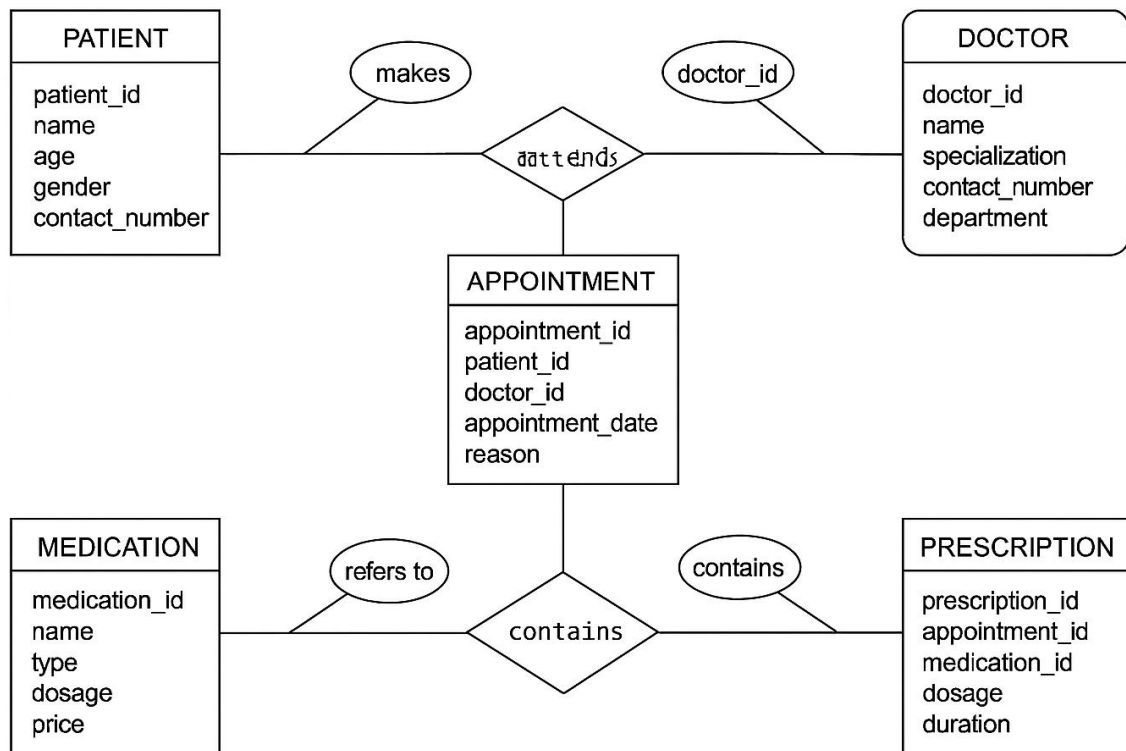 PATIENT
patient_id
name
age
gender
contact_number
makes
doctor_id
DOCTOR
doctor_id
name
specialization
contact_number
department
APPOINTMENT
appointment_id
patient_id
doctor_id
appointment_date
reason
MEDICATION
medication_id
name
type
dosage
price
refers to
contains
contains
PRESCRIPTION
prescription_id
appointment_id
medication_id
dosage
duration